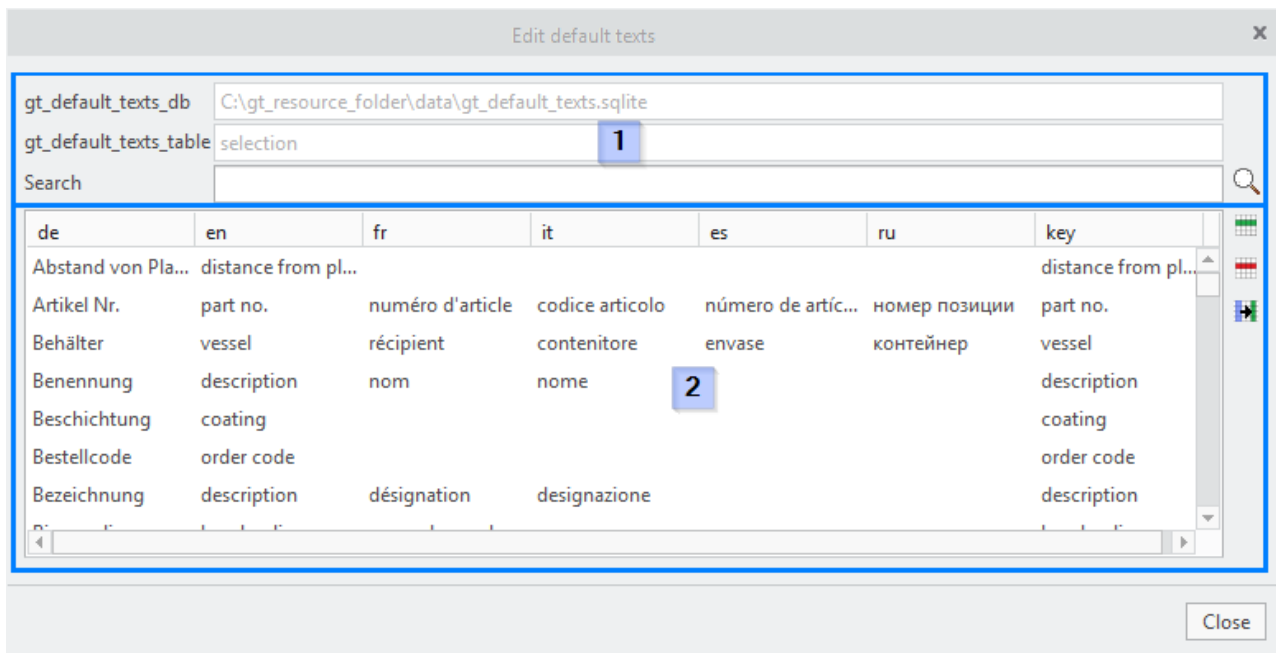 Edit default texts
gt_default_texts_db C:\gt_resource_folder\data\gt_default_texts.sqlite
gt_default_texts_table selection
1
Search
de en fr it es ru key
Abstand von Pla... distance from pl... distance from pl...
Artikel Nr. part no. numéro d'article codice articolo número de artíc... номер позиции part no.
Behälter vessel récipient contenitore envase контейнер vessel
Benennung description nom nome description
2
Beschichtung coating coating
Bestellcode order code order code
Bezeichnung description désignation designazione description
Close